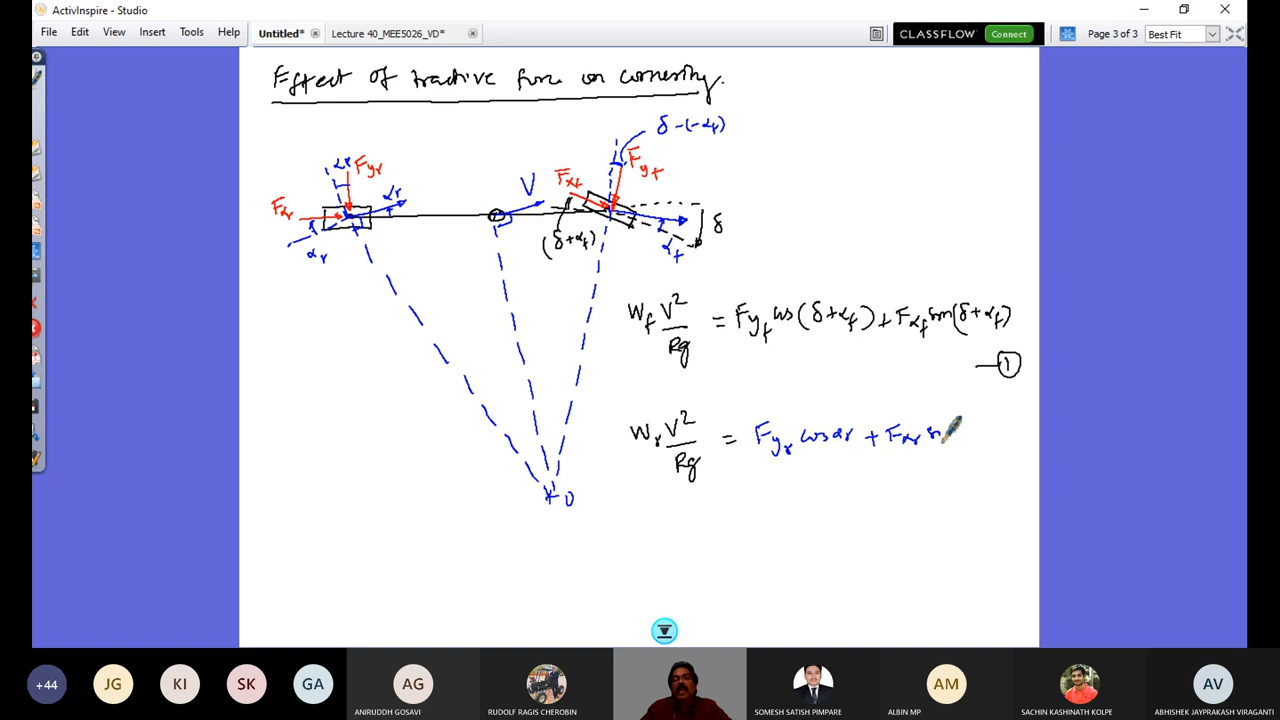 ActivInspire - Studio
File Edit View Insert Tools Help
Untitled* Lecture 40_MEE5026_VD* CLASSFLOW Connect Page 3 of 3 Best Fit
Effect of tractive force on cornering.
δ-(-αf)
αr Fyr Fyf
Fxr αr V Fxf δ
αr (δ+αf) αf
Wf V²/Rg = Fyf cos(δ+αf) + Fxf sin(δ+αf)
—①
Wr V²/Rg = Fyr cos αr + Fxr sin
O
+44 JG KI SK GA AG AM AV
ANIRUDDH GOSAVI RUDOLF RAGIS CHEROBIN SOMESH SATISH PIMPARE ALBIN MP SACHIN KASHINATH KOLPE ABHISHEK JAYPRAKASH VIRAGANTI